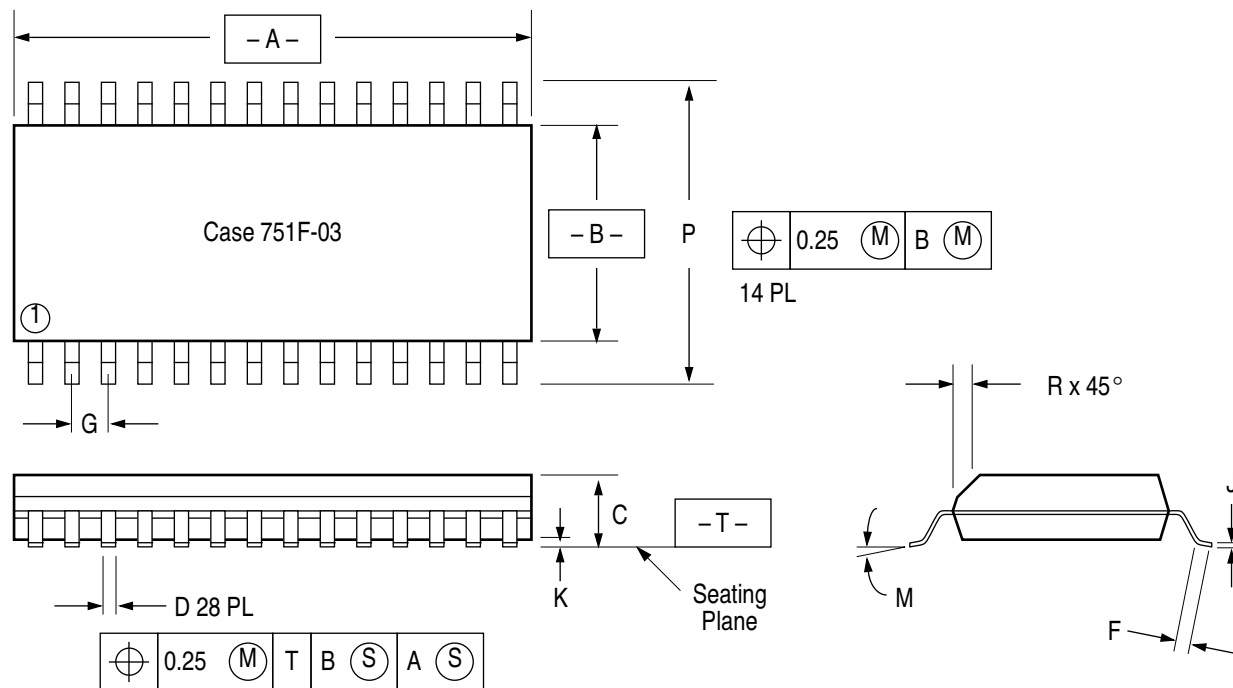 – A –
Case 751F-03
– B –
P
⌖ 0.25 Ⓜ B Ⓜ
14 PL
①
G
R x 45°
C
– T –
J
K
Seating
Plane
M
D 28 PL
F
⌖ 0.25 Ⓜ T B Ⓢ A Ⓢ